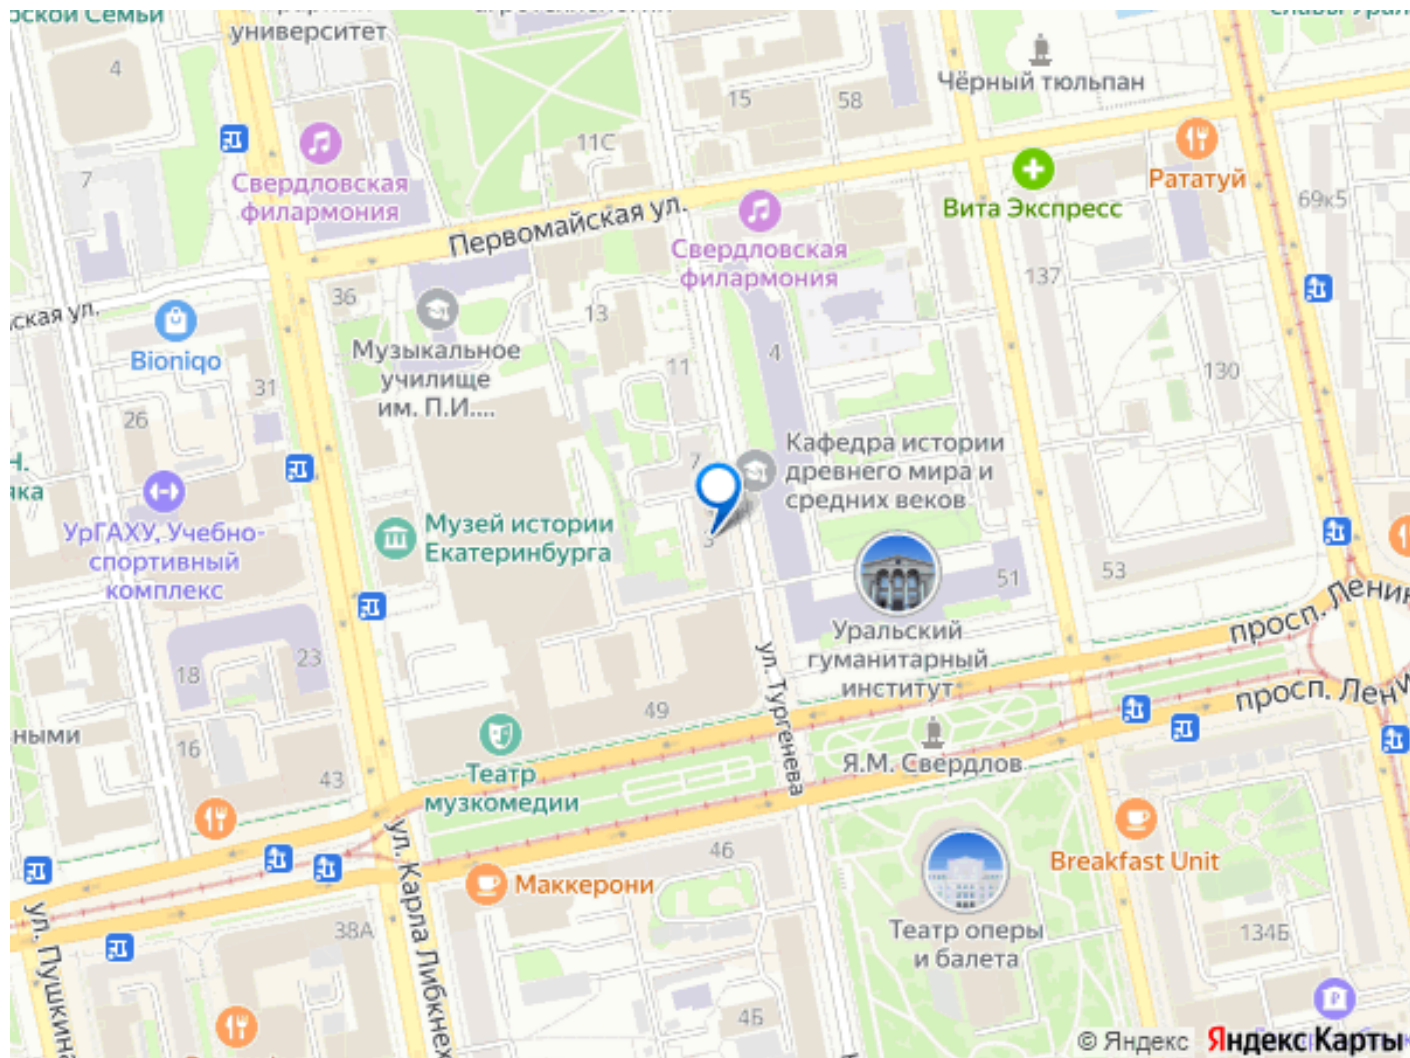 университет
4
Чёрный тюльпан
15
58
11С
7
Свердловская
филармония
Рататуй
Вита Экспресс
69к5
Первомайская ул.
Свердловская
филармония
137
36
13
ская ул.
Bioniqo
Музыкальное
училище
им. П.И....
4
11
130
31
26
Кафедра истории
древнего мира и
средних веков
7
УрГАХУ, Учебно-
спортивный
комплекс
Музей истории
Екатеринбурга
51
53
просп. Ленин
Уральский
гуманитарный
институт
ул. Тургенева
23
18
просп. Лени
49
ными
16
Я.М. Свердлов
43
Театр
музкомедии
46
Breakfast Unit
Маккерони
ул. Карла Либкнех
ул. Пушкина
38А
Театр оперы
и балета
134Б
4Б
© Яндекс Яндекс Карты